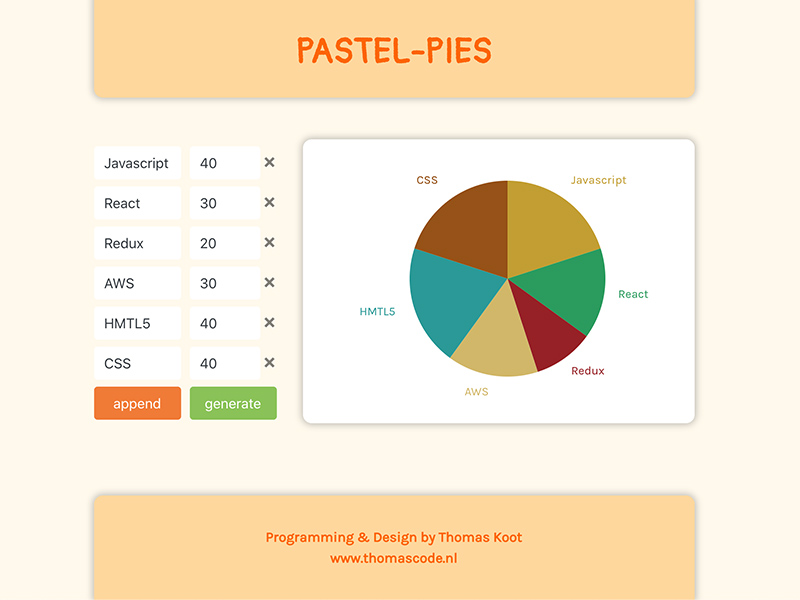 PASTEL-PIES
Javascript 40 ×
React 30 ×
Redux 20 ×
AWS 30 ×
HMTL5 40 ×
CSS 40 ×
append generate
CSS Javascript
React
HMTL5
Redux
AWS
Programming & Design by Thomas Koot
www.thomascode.nl